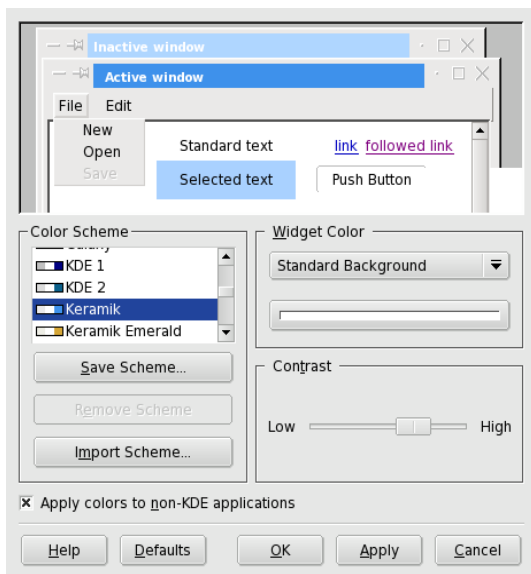 Inactive window
Active window
File Edit
New
Open
Save
Standard text link followed link
Selected text Push Button
Color Scheme
KDE 1
KDE 2
Keramik
Keramik Emerald
Save Scheme...
Remove Scheme
Import Scheme...
Widget Color
Standard Background
Contrast
Low High
Apply colors to non-KDE applications
Help Defaults OK Apply Cancel